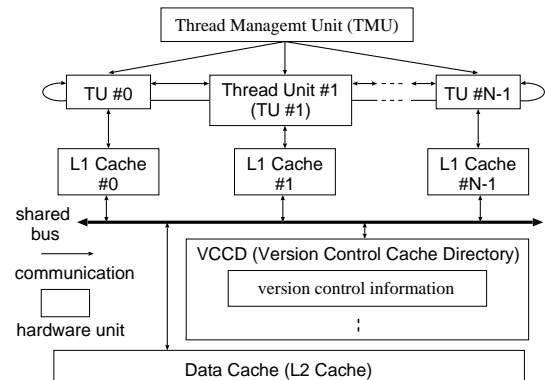 Thread Managemt Unit (TMU)
TU #0
Thread Unit #1
(TU #1)
TU #N-1
L1 Cache
#0
L1 Cache
#1
L1 Cache
#N-1
shared
bus
communication
hardware unit
VCCD (Version Control Cache Directory)
version control information
Data Cache (L2 Cache)